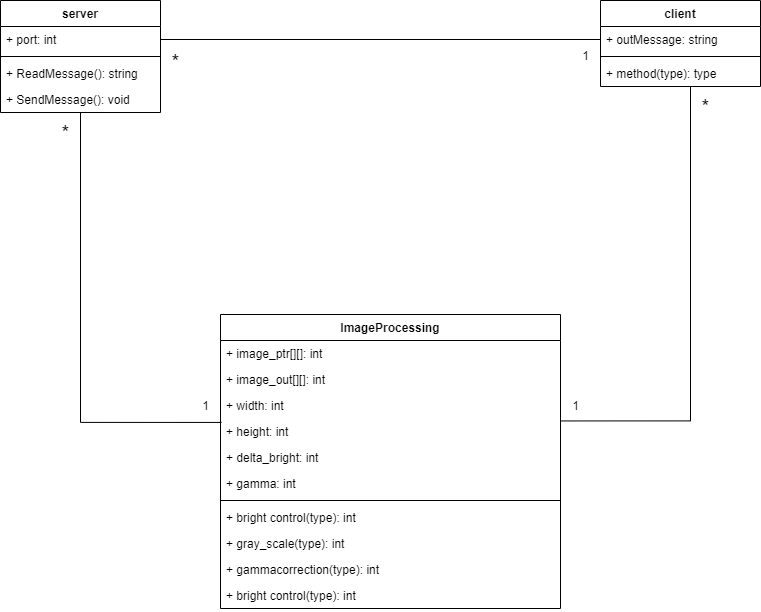 server
+ port: int
+ ReadMessage(): string
+ SendMessage(): void
client
+ outMessage: string
+ method(type): type
*
1
*
*
ImageProcessing
+ image_ptr[][]: int
+ image_out[][]: int
+ width: int
+ height: int
+ delta_bright: int
+ gamma: int
+ bright control(type): int
+ gray_scale(type): int
+ gammacorrection(type): int
+ bright control(type): int
1
1